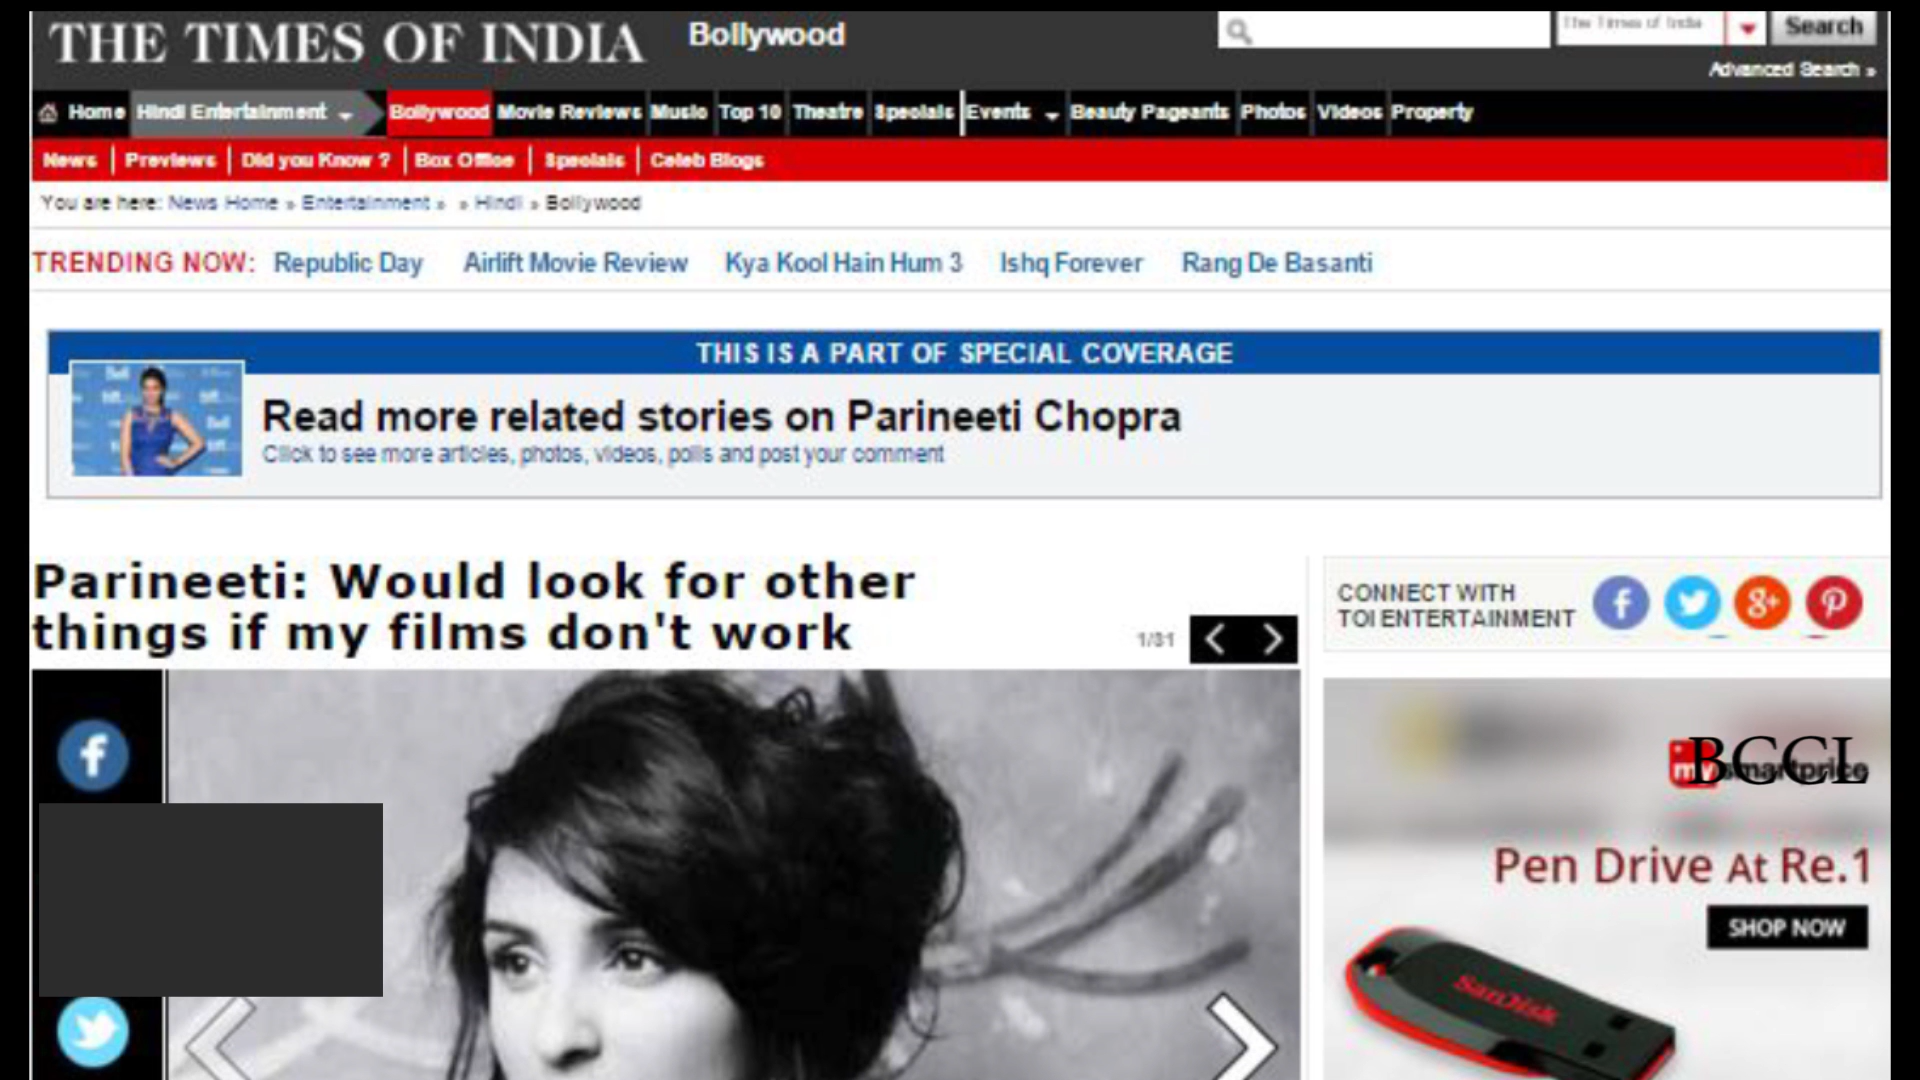 THE TIMES OF INDIA Bollywood
The Times of India Search
Advanced Search »
Home Hindi Entertainment Bollywood Movie Reviews Music Top 10 Theatre Specials Events Beauty Pageants Photos Videos Property
News Previews Did you Know ? Box Office Specials Celeb Blogs
You are here: News Home » Entertainment » » Hindi » Bollywood
TRENDING NOW: Republic Day Airlift Movie Review Kya Kool Hain Hum 3 Ishq Forever Rang De Basanti
THIS IS A PART OF SPECIAL COVERAGE
Read more related stories on Parineeti Chopra
Click to see more articles, photos, videos, polls and post your comment
Parineeti: Would look for other
things if my films don't work
1/31
CONNECT WITH
TOI ENTERTAINMENT
BCCL
mysmartprice
Pen Drive At Re.1
SHOP NOW
SanDisk